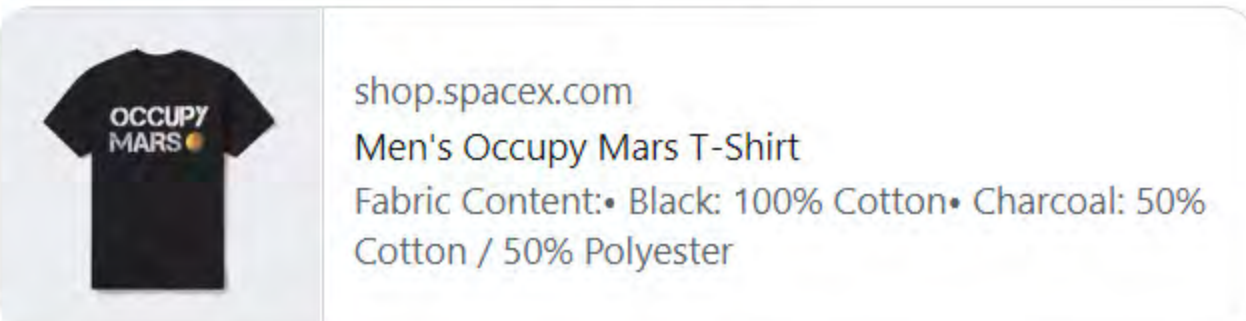 OCCUPY
MARS
shop.spacex.com
Men's Occupy Mars T-Shirt
Fabric Content:• Black: 100% Cotton• Charcoal: 50%
Cotton / 50% Polyester